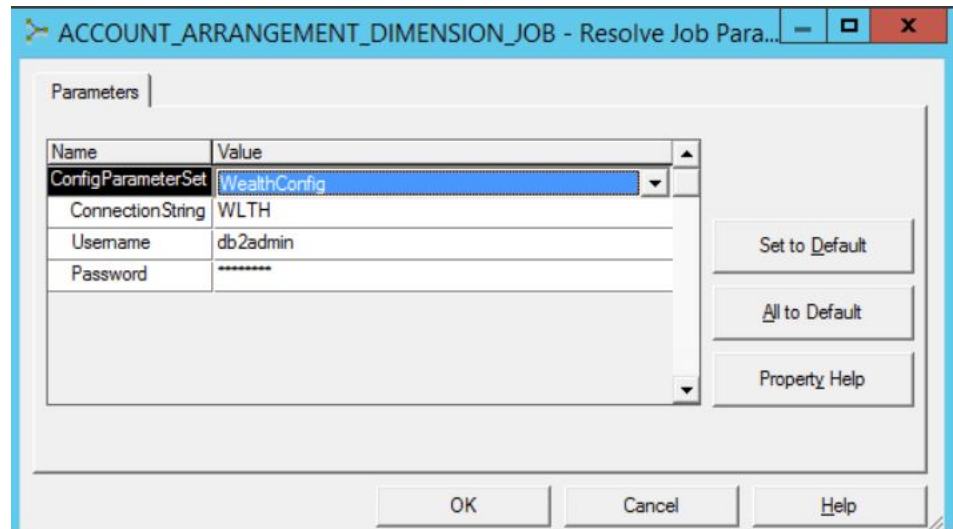 ACCOUNT_ARRANGEMENT_DIMENSION_JOB - Resolve Job Para...
Parameters
Name Value
ConfigParameterSet WealthConfig
ConnectionString WLTH
Username db2admin
Password ********
Set to Default
All to Default
Property Help
OK Cancel Help